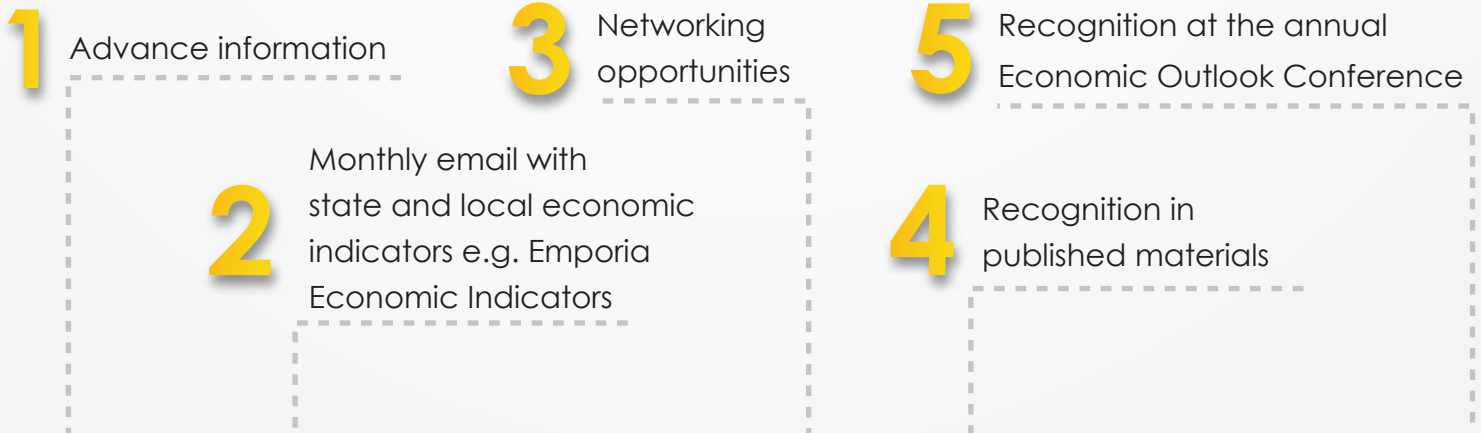 1
Advance information
2
Monthly email with
state and local economic
indicators e.g. Emporia
Economic Indicators
3
Networking
opportunities
4
Recognition in
published materials
5
Recognition at the annual
Economic Outlook Conference